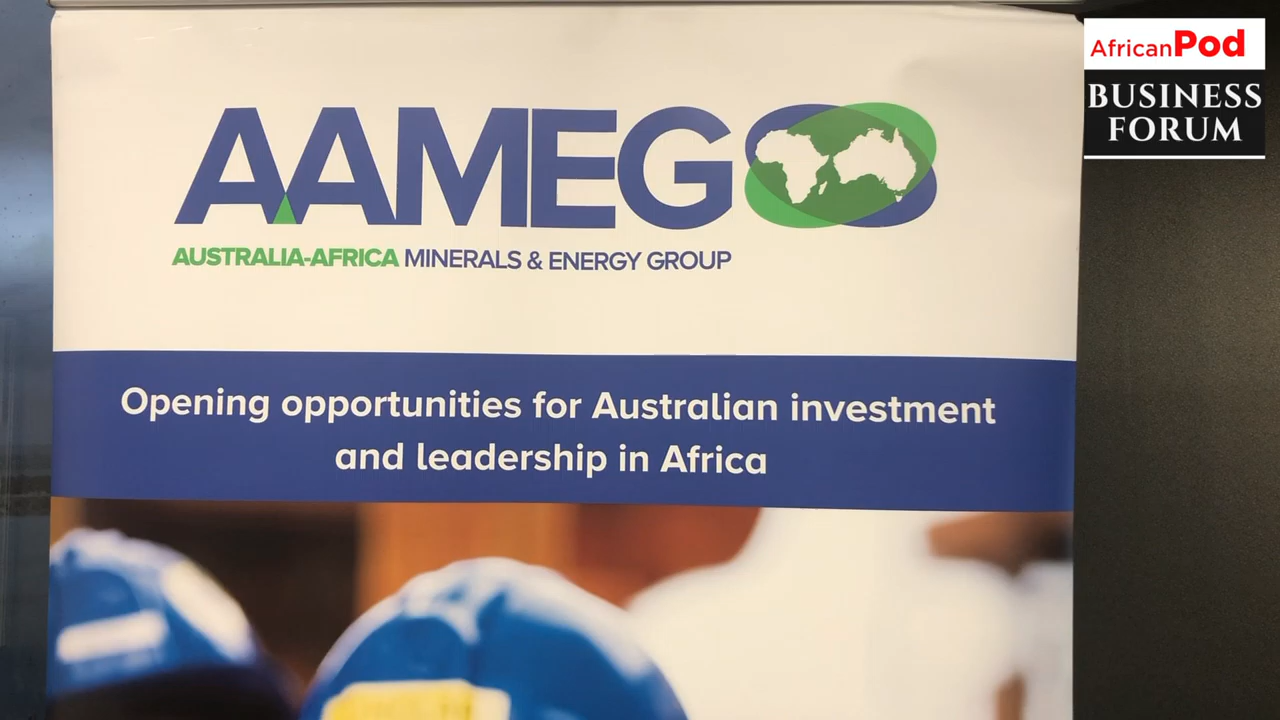 AAMEG
AUSTRALIA-AFRICA MINERALS & ENERGY GROUP
Opening opportunities for Australian investment
and leadership in Africa
AfricanPod
BUSINESS
FORUM